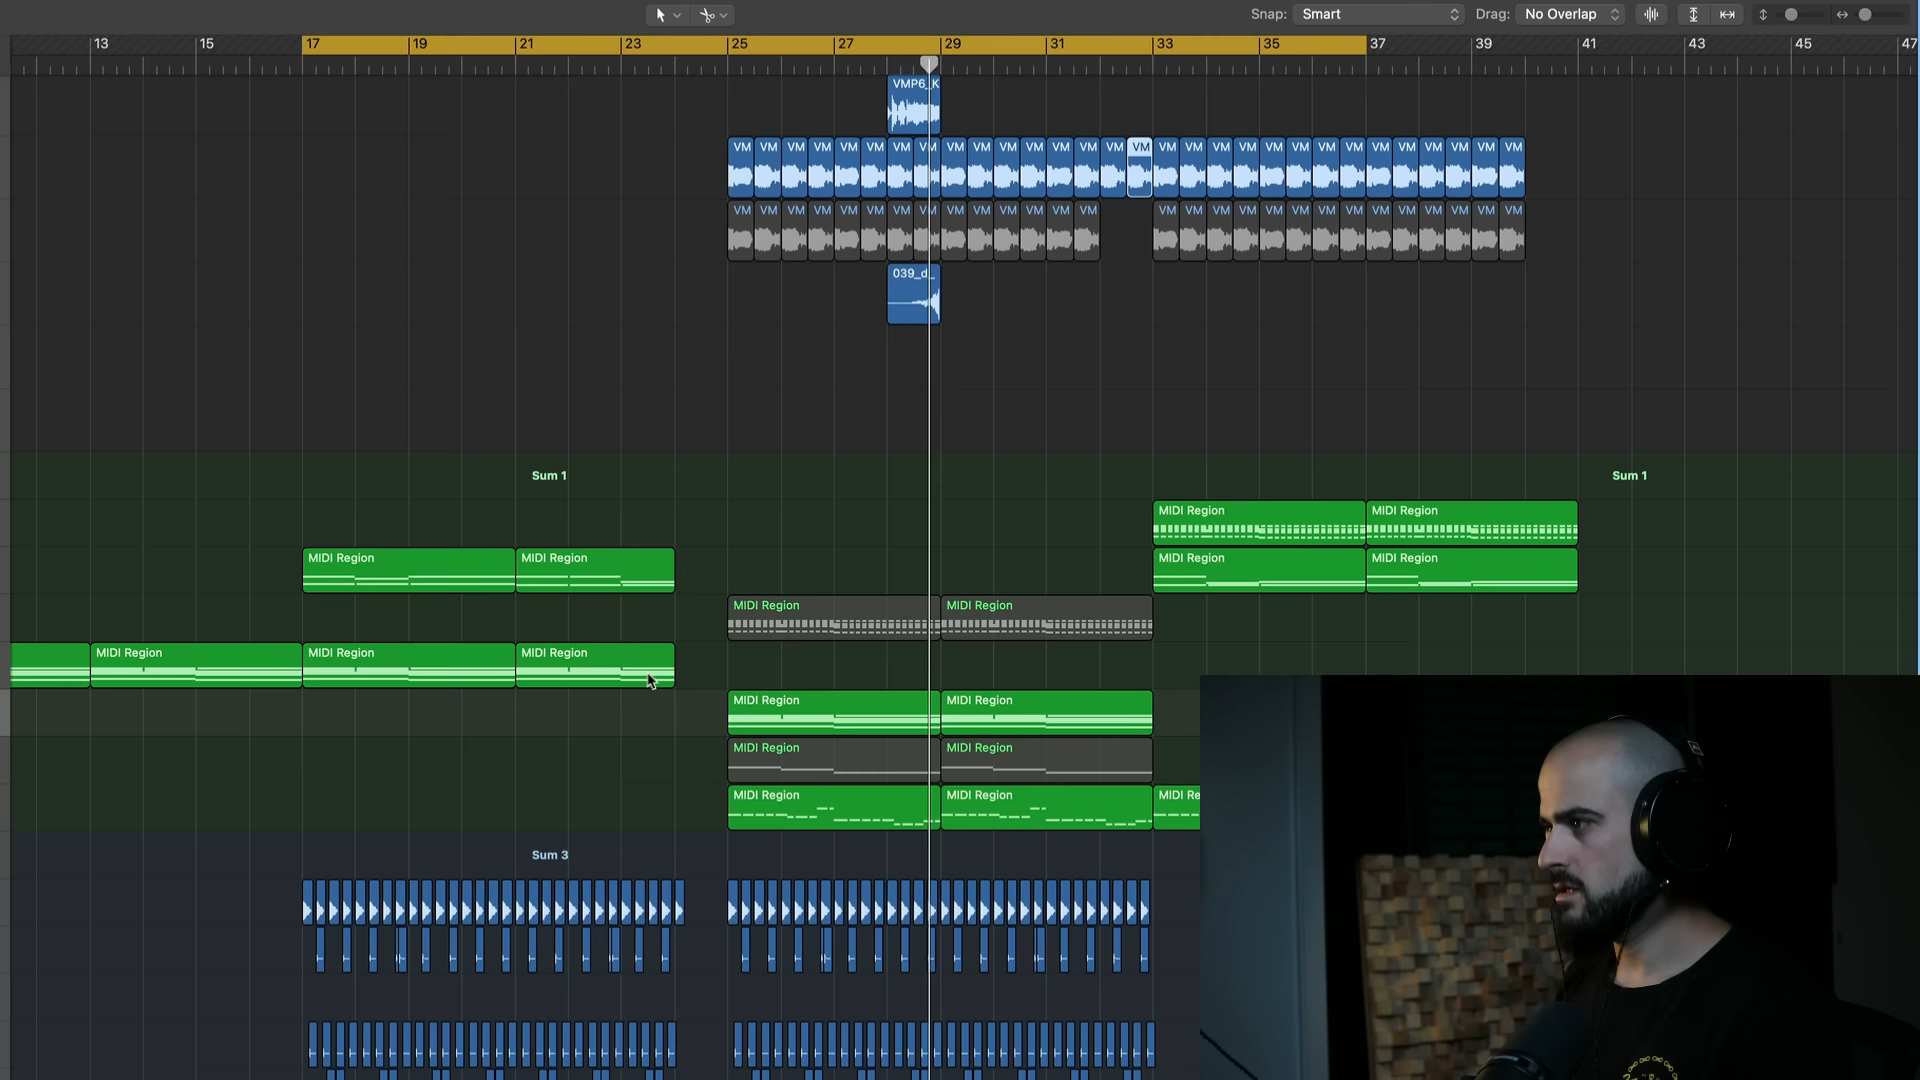 Snap: Smart Drag: No Overlap
13 15 17 19 21 23 25 27 29 31 33 35 37 39 41 43 45 47
VMP6_K
VM VM VM VM VM VM VM VM VM VM VM VM VM VM VM VM VM VM VM VM VM VM VM VM VM VM VM VM VM VM
VM VM VM VM VM VM VM VM VM VM VM VM VM VM VM VM VM VM VM VM VM VM VM VM VM VM VM VM
039_d_
Sum 1 Sum 1
MIDI Region MIDI Region
MIDI Region MIDI Region MIDI Region MIDI Region
MIDI Region MIDI Region
MIDI Region MIDI Region MIDI Region
MIDI Region MIDI Region
MIDI Region MIDI Region
MIDI Region MIDI Region MIDI Re
Sum 3